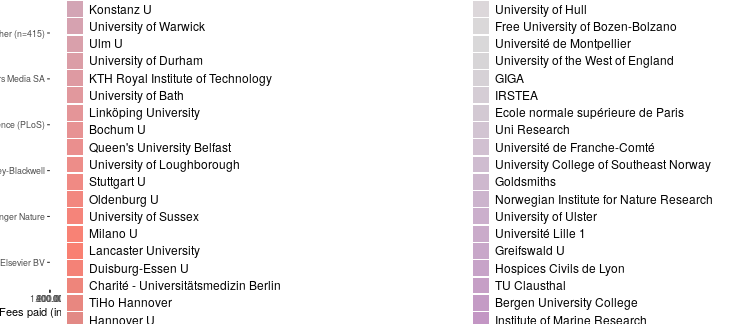 her (n=415)
rs Media SA
ence (PLoS)
ey-Blackwell
nger Nature
Elsevier BV
Fees paid (in
Konstanz U
University of Warwick
Ulm U
University of Durham
KTH Royal Institute of Technology
University of Bath
Linköping University
Bochum U
Queen's University Belfast
University of Loughborough
Stuttgart U
Oldenburg U
University of Sussex
Milano U
Lancaster University
Duisburg-Essen U
Charité - Universitätsmedizin Berlin
TiHo Hannover
Hannover U
University of Hull
Free University of Bozen-Bolzano
Université de Montpellier
University of the West of England
GIGA
IRSTEA
Ecole normale supérieure de Paris
Uni Research
Université de Franche-Comté
University College of Southeast Norway
Goldsmiths
Norwegian Institute for Nature Research
University of Ulster
Université Lille 1
Greifswald U
Hospices Civils de Lyon
TU Clausthal
Bergen University College
Institute of Marine Research